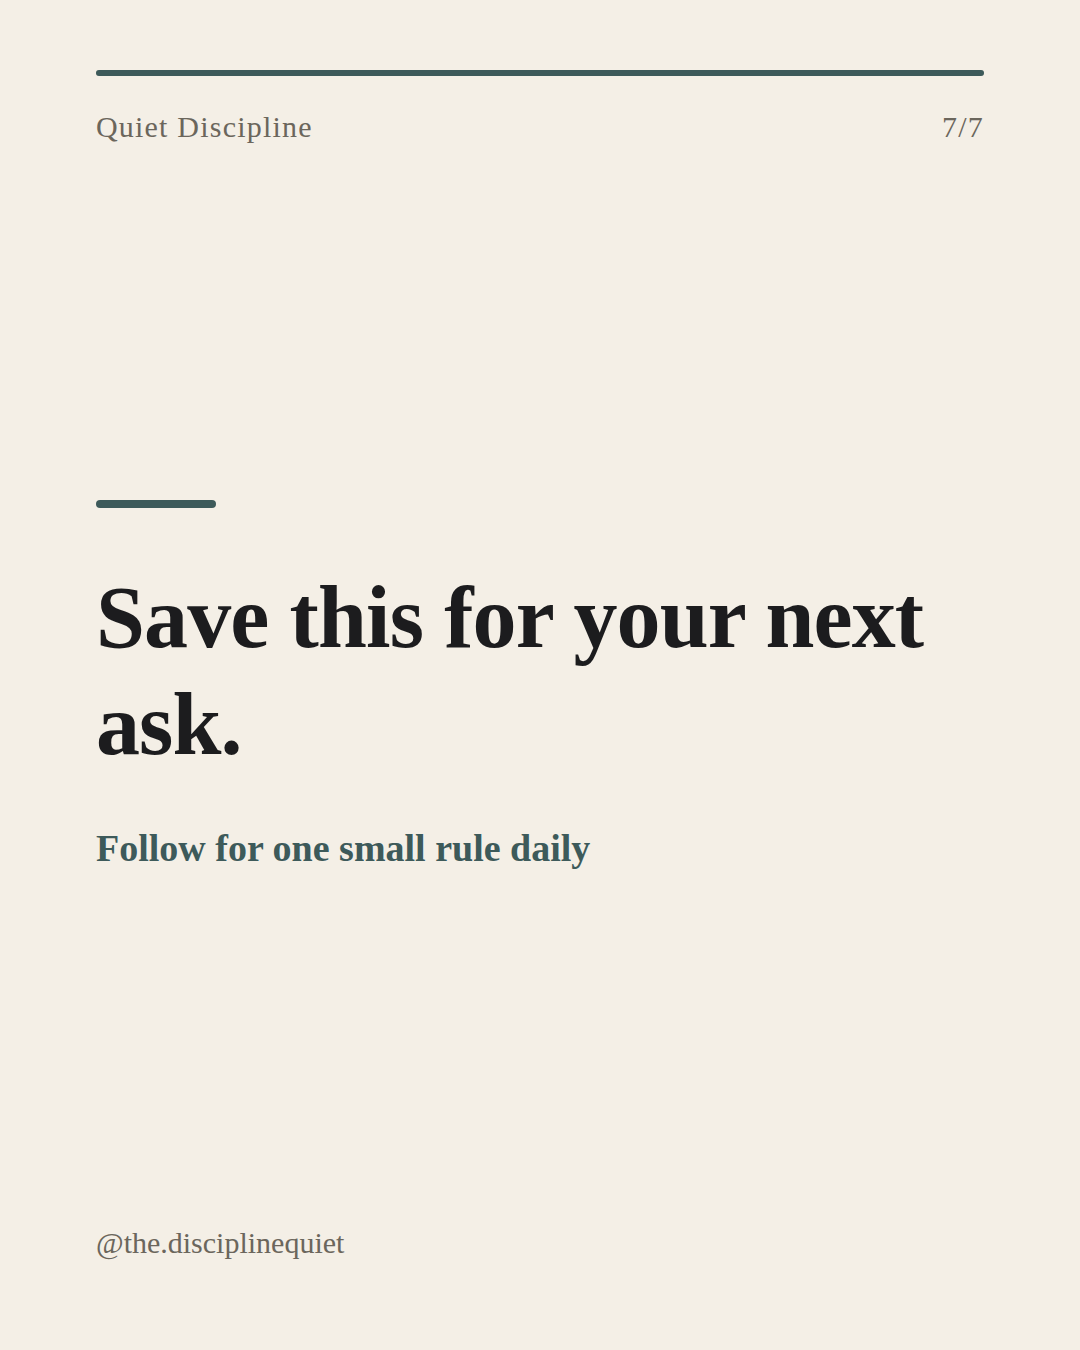 Quiet Discipline
7/7
Save this for your next
ask.
Follow for one small rule daily
@the.disciplinequiet